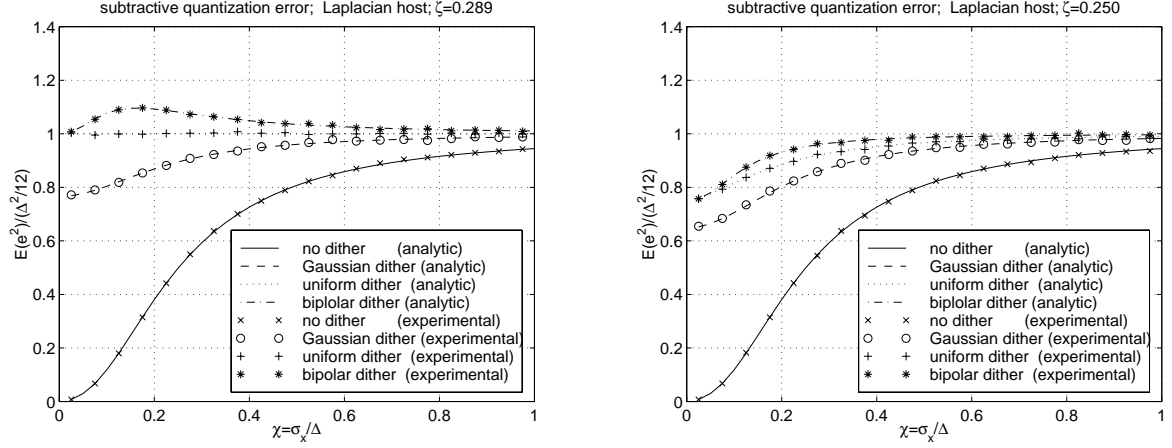 subtractive quantization error; Laplacian host; ζ=0.289
E(e²)/(Δ²/12)
1.4
1.2
1
0.8
0.6
0.4
0.2
0
no dither (analytic)
Gaussian dither (analytic)
uniform dither (analytic)
bipolar dither (analytic)
no dither (experimental)
Gaussian dither (experimental)
uniform dither (experimental)
bipolar dither (experimental)
0 0.2 0.4 0.6 0.8 1
χ=σₓ/Δ
subtractive quantization error; Laplacian host; ζ=0.250
E(e²)/(Δ²/12)
1.4
1.2
1
0.8
0.6
0.4
0.2
0
no dither (analytic)
Gaussian dither (analytic)
uniform dither (analytic)
bipolar dither (analytic)
no dither (experimental)
Gaussian dither (experimental)
uniform dither (experimental)
bipolar dither (experimental)
0 0.2 0.4 0.6 0.8 1
χ=σₓ/Δ